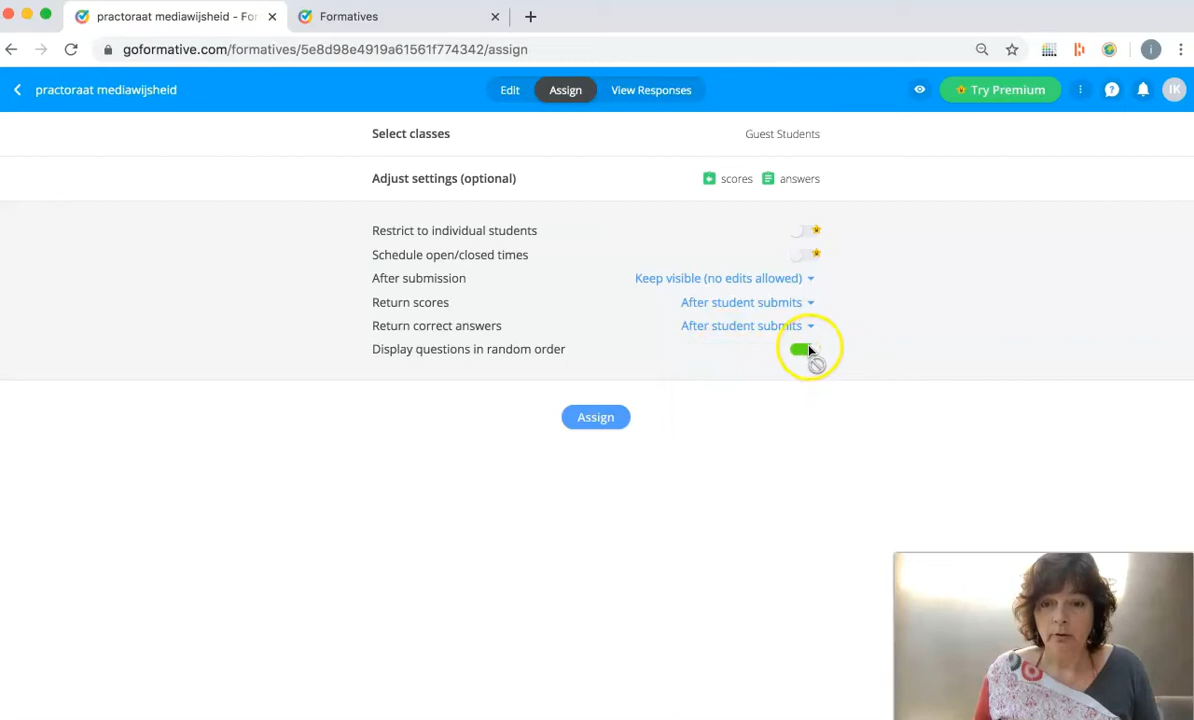 practoraat mediawijsheid - For
Formatives
goformative.com/formatives/5e8d98e4919a61561f774342/assign
i
practoraat mediawijsheid
Edit
Assign
View Responses
Try Premium
IK
Select classes
Guest Students
Adjust settings (optional)
scores
answers
Restrict to individual students
Schedule open/closed times
After submission
Keep visible (no edits allowed)
Return scores
After student submits
Return correct answers
After student submits
Display questions in random order
Assign